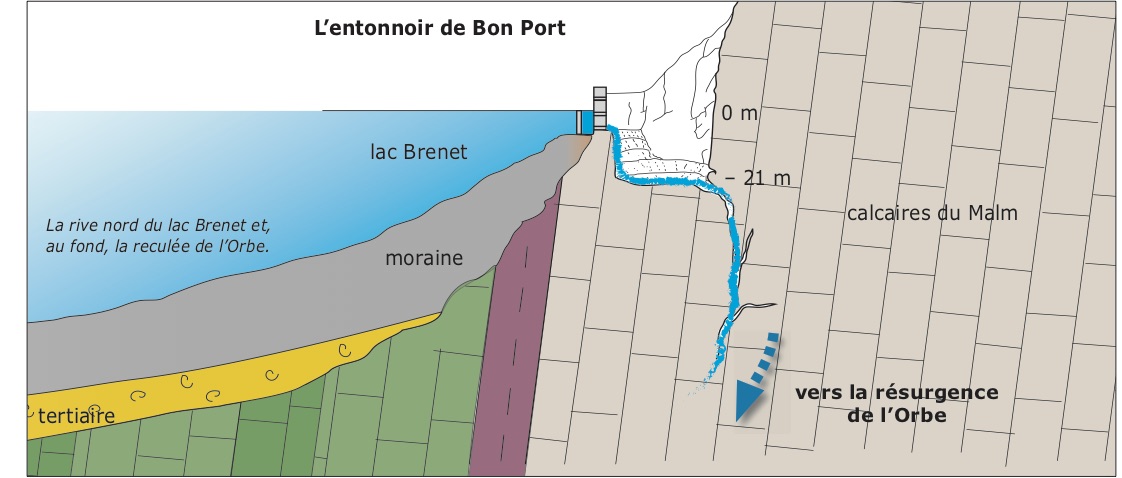 L’entonnoir de Bon Port
0 m
lac Brenet
– 21 m
calcaires du Malm
La rive nord du lac Brenet et,
au fond, la reculée de l’Orbe.
moraine
vers la résurgence
de l’Orbe
tertiaire